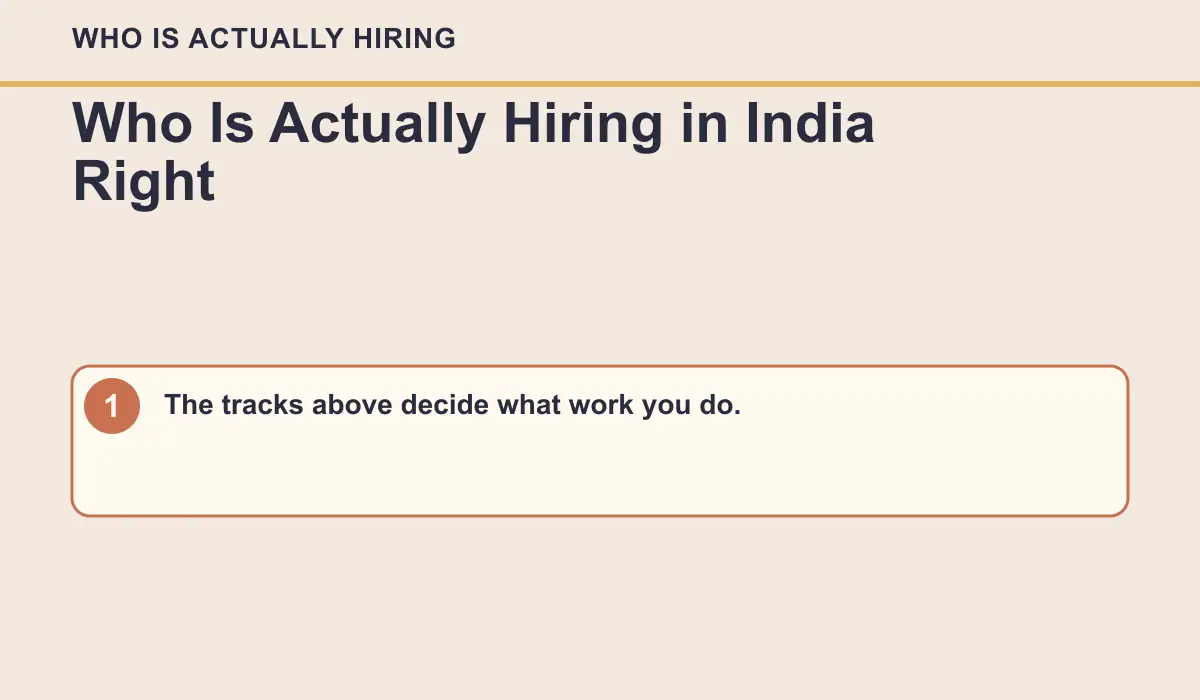 WHO IS ACTUALLY HIRING
Who Is Actually Hiring in India
Right
1 The tracks above decide what work you do.